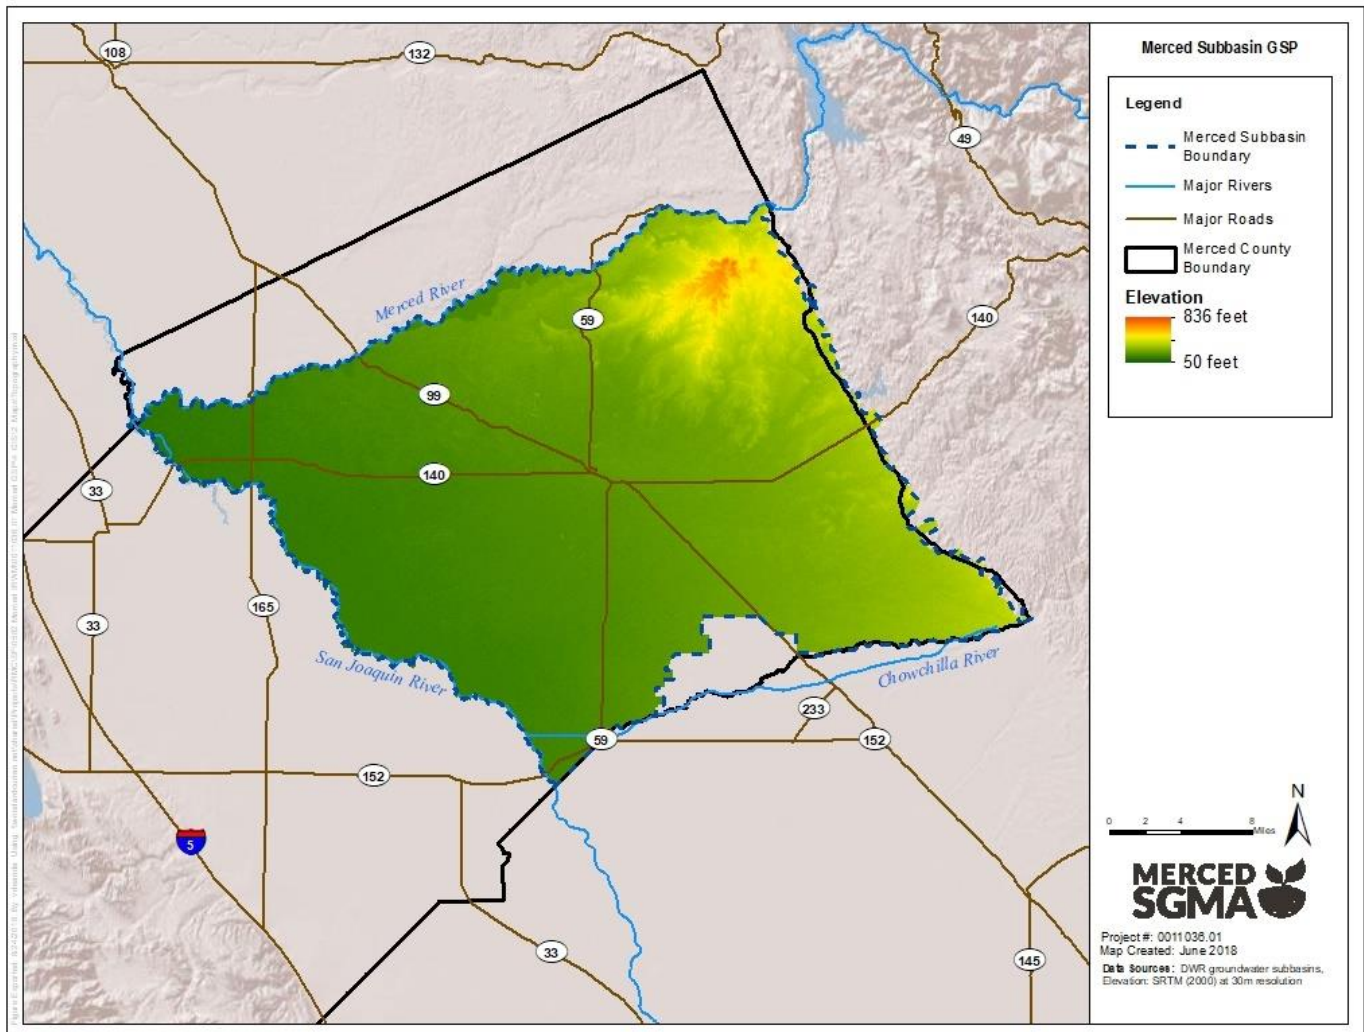 Merced Subbasin GSP
Legend
Merced Subbasin
Boundary
Major Rivers
Major Roads
Merced County
Boundary
Elevation
836 feet
50 feet
108
132
49
Merced River
59
140
99
140
33
165
33
San Joaquin River
Chowchilla River
233
59
152
152
5
33
145
N
0 2 4 8
Miles
MERCED
SGMA
Project #: 0011036.01
Map Created: June 2018
Data Sources: DWR groundwater subbasins,
Elevation: SRTM (2000) at 30m resolution